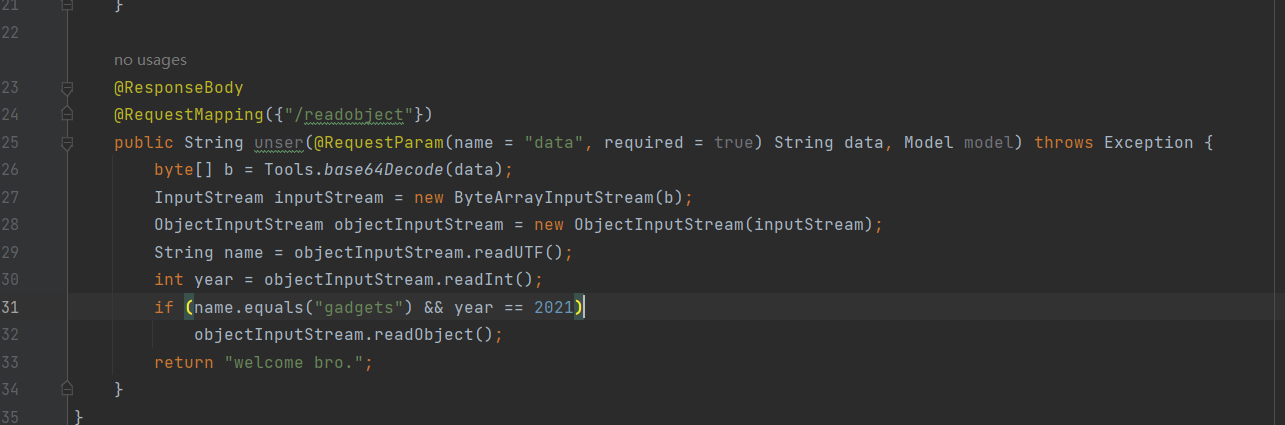 21 }
22
no usages
23 @ResponseBody
24 @RequestMapping({"/readobject"})
25 public String unser(@RequestParam(name = "data", required = true) String data, Model model) throws Exception {
26 byte[] b = Tools.base64Decode(data);
27 InputStream inputStream = new ByteArrayInputStream(b);
28 ObjectInputStream objectInputStream = new ObjectInputStream(inputStream);
29 String name = objectInputStream.readUTF();
30 int year = objectInputStream.readInt();
31 if (name.equals("gadgets") && year == 2021)
32 objectInputStream.readObject();
33 return "welcome bro.";
34 }
35 }